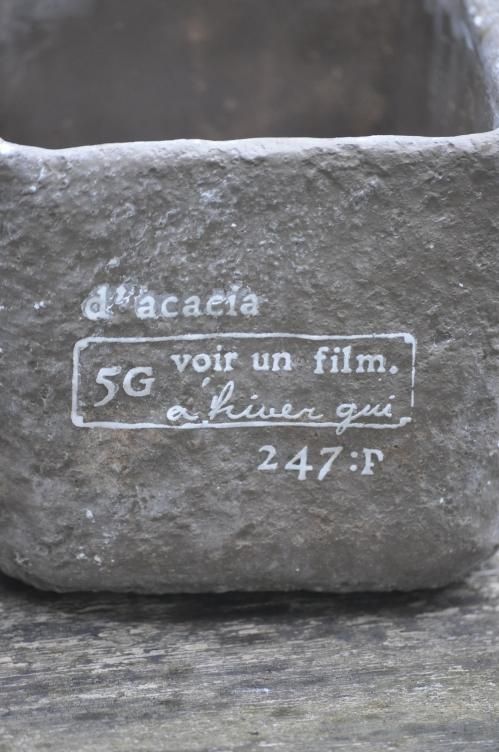 d'acacia
5G voir un film.
a'hiver qui
247:P